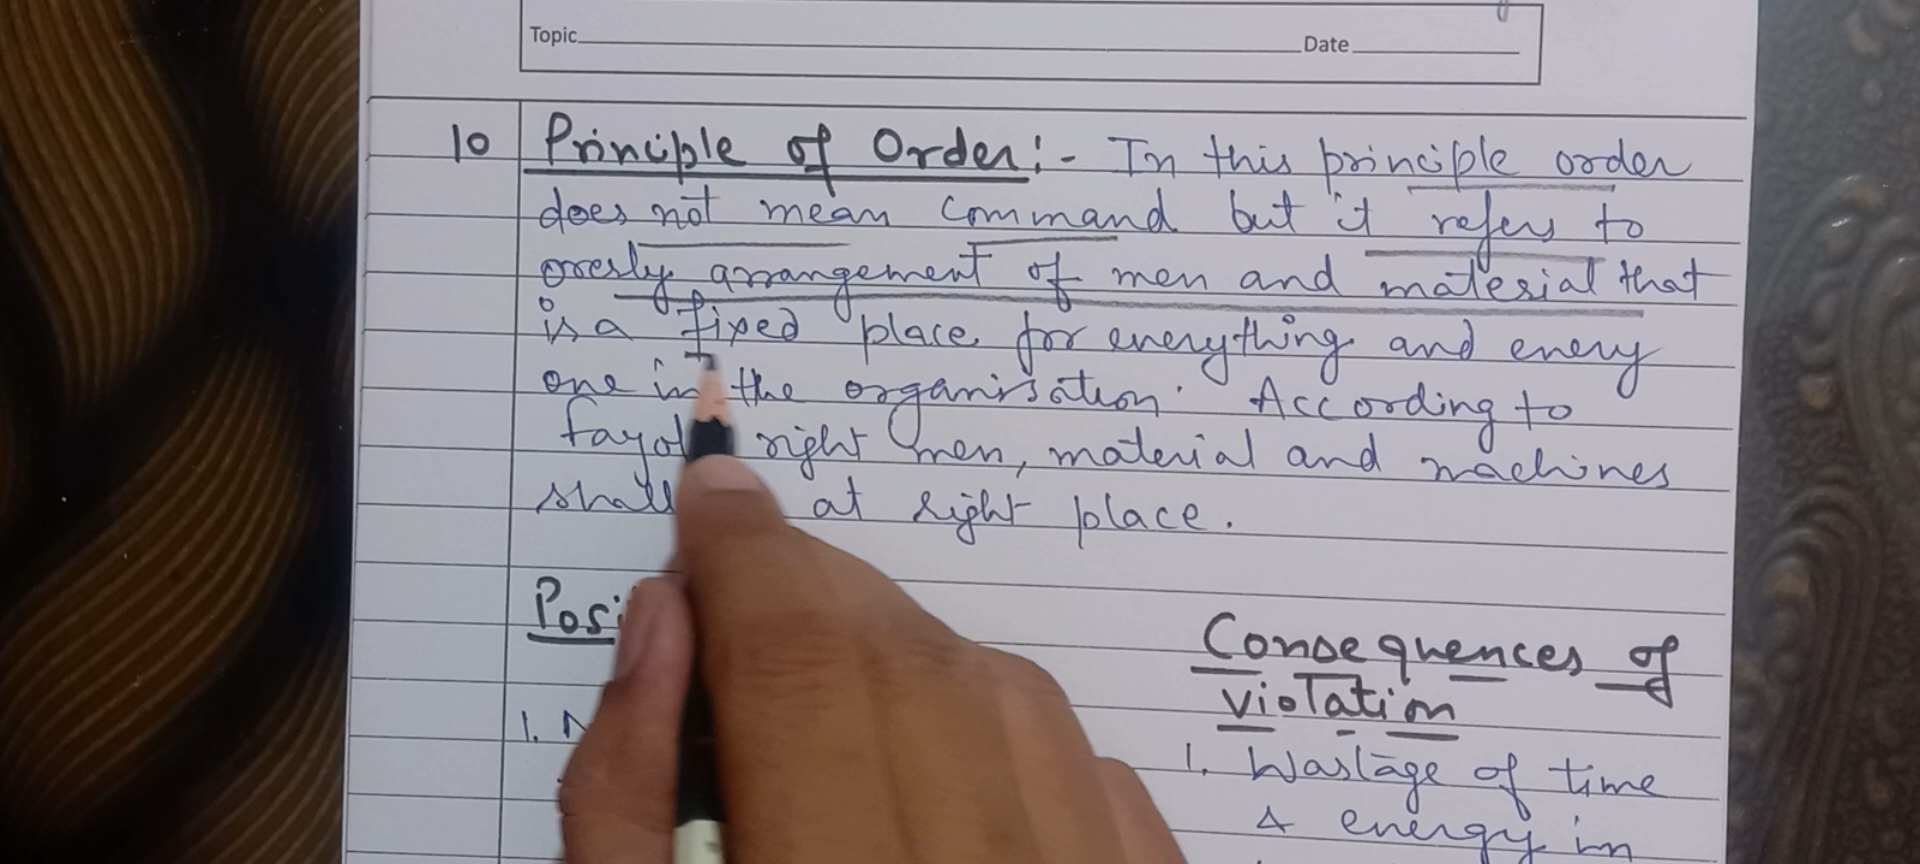 Topic Date
10 Principle of Order:- In this principle order
does not mean command but it refers to
oresly arrangement of men and material that
is a fixed place for everything and every
one in the organisation. According to
fayol right men, material and machines
shall at right place.
Consequences of
violation
1. Wastage of time
& energy in
1.